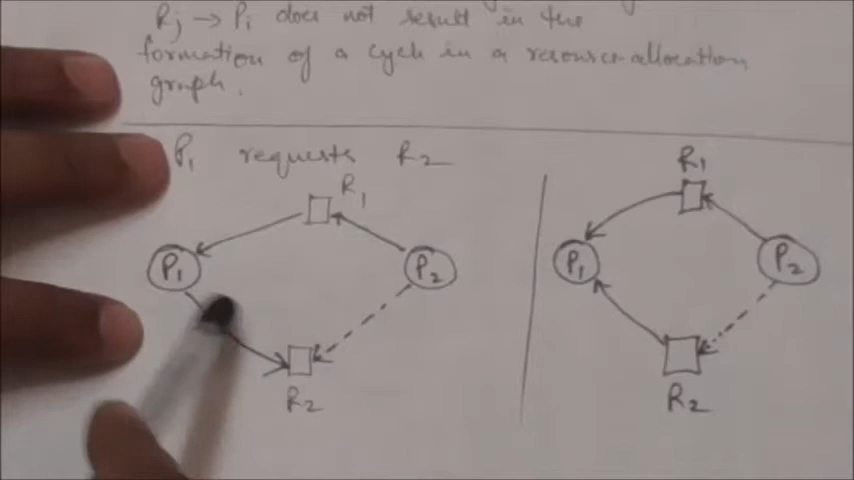 Rj → Pi does not result in the
formation of a cycle in a resource-allocation
graph.
P1 requests R2
R1
P1
P2
R2
R1
P1
P2
R2